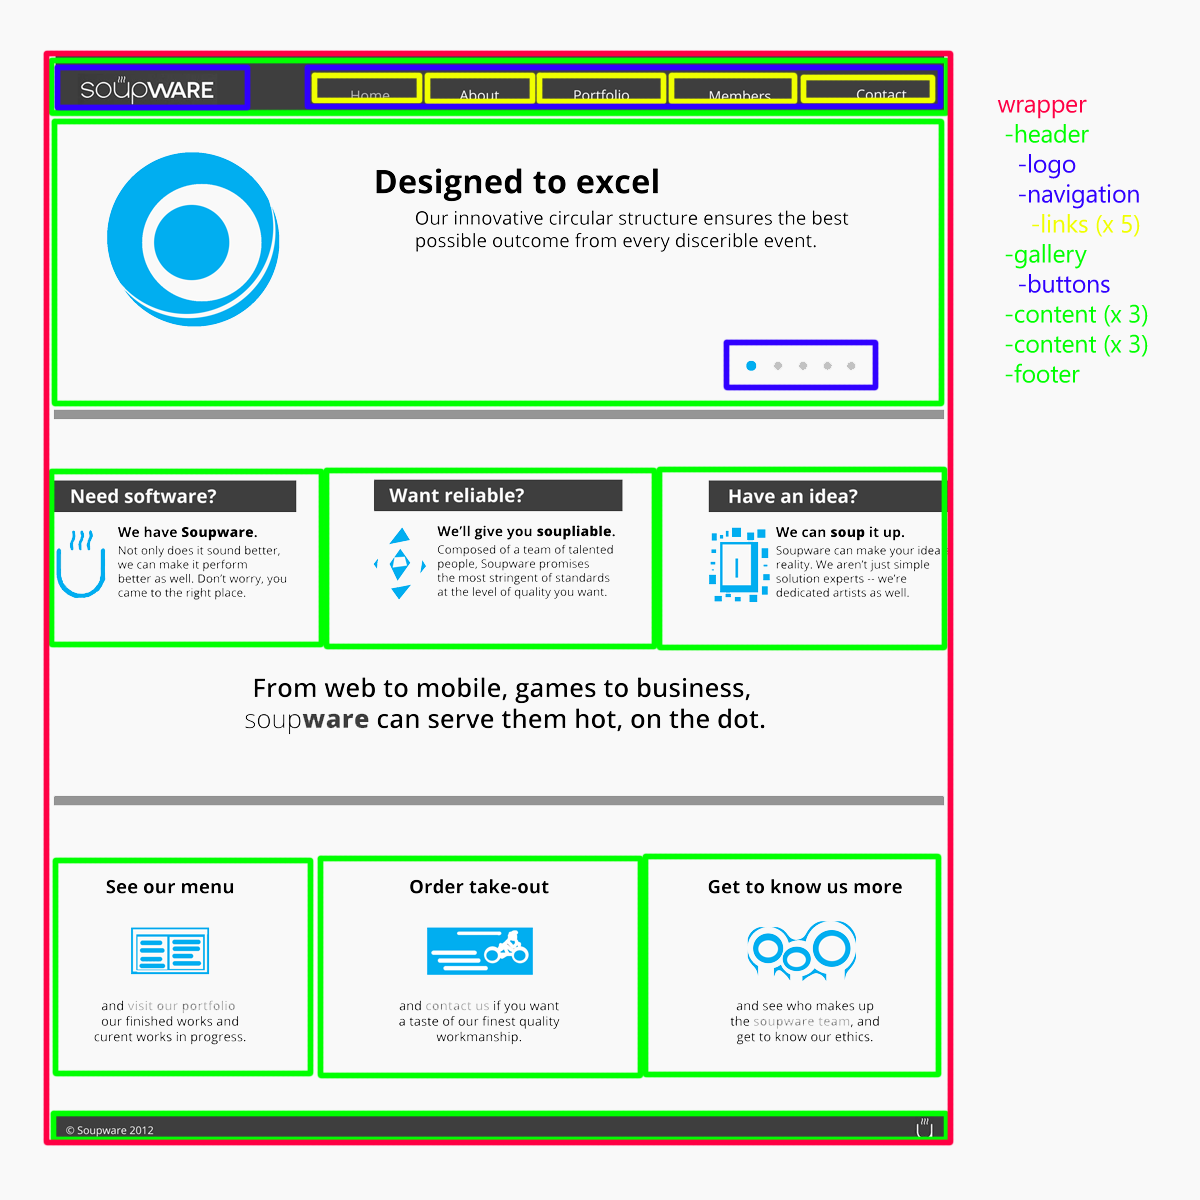 soupWARE
Home
About
Portfolio
Members
Contact
Designed to excel
Our innovative circular structure ensures the best
possible outcome from every discerible event.
Need software?
We have Soupware.
Not only does it sound better,
we can make it perform
better as well. Don't worry, you
came to the right place.
Want reliable?
We'll give you soupliable.
Composed of a team of talented
people, Soupware promises
the most stringent of standards
at the level of quality you want.
Have an idea?
We can soup it up.
Soupware can make your idea
reality. We aren't just simple
solution experts -- we're
dedicated artists as well.
From web to mobile, games to business,
soupware can serve them hot, on the dot.
See our menu
and visit our portfolio
our finished works and
curent works in progress.
Order take-out
and contact us if you want
a taste of our finest quality
workmanship.
Get to know us more
and see who makes up
the soupware team, and
get to know our ethics.
© Soupware 2012
wrapper
-header
-logo
-navigation
-links (x 5)
-gallery
-buttons
-content (x 3)
-content (x 3)
-footer